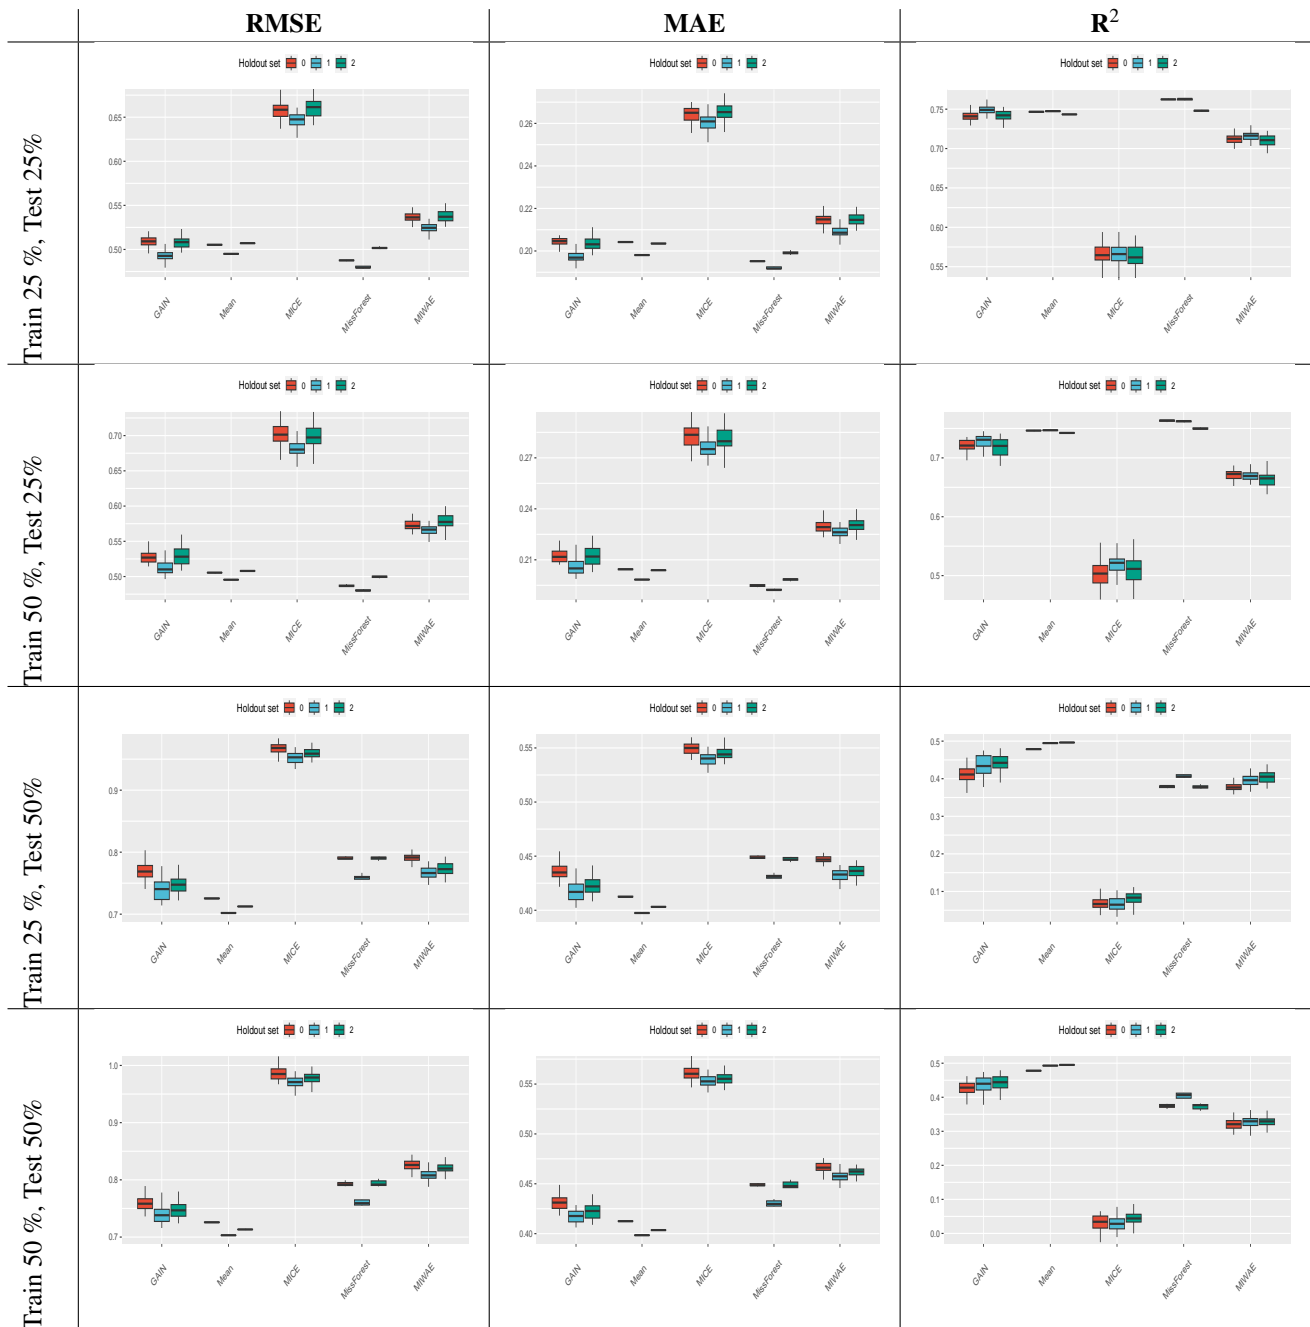 RMSE MAE R²
Train 25 %, Test 25%
Holdout set 0 1 2
0.65
0.60
0.55
0.50
GAIN Mean MICE MissForest MIWAE
Holdout set 0 1 2
0.26
0.24
0.22
0.20
GAIN Mean MICE MissForest MIWAE
Holdout set 0 1 2
0.75
0.70
0.65
0.60
0.55
GAIN Mean MICE MissForest MIWAE
Train 50 %, Test 25%
Holdout set 0 1 2
0.70
0.65
0.60
0.55
0.50
GAIN Mean MICE MissForest MIWAE
Holdout set 0 1 2
0.27
0.24
0.21
GAIN Mean MICE MissForest MIWAE
Holdout set 0 1 2
0.7
0.6
0.5
GAIN Mean MICE MissForest MIWAE
Train 25 %, Test 50%
Holdout set 0 1 2
0.9
0.8
0.7
GAIN Mean MICE MissForest MIWAE
Holdout set 0 1 2
0.55
0.50
0.45
0.40
GAIN Mean MICE MissForest MIWAE
Holdout set 0 1 2
0.5
0.4
0.3
0.2
0.1
GAIN Mean MICE MissForest MIWAE
Train 50 %, Test 50%
Holdout set 0 1 2
1.0
0.9
0.8
0.7
GAIN Mean MICE MissForest MIWAE
Holdout set 0 1 2
0.55
0.50
0.45
0.40
GAIN Mean MICE MissForest MIWAE
Holdout set 0 1 2
0.5
0.4
0.3
0.2
0.1
0.0
GAIN Mean MICE MissForest MIWAE